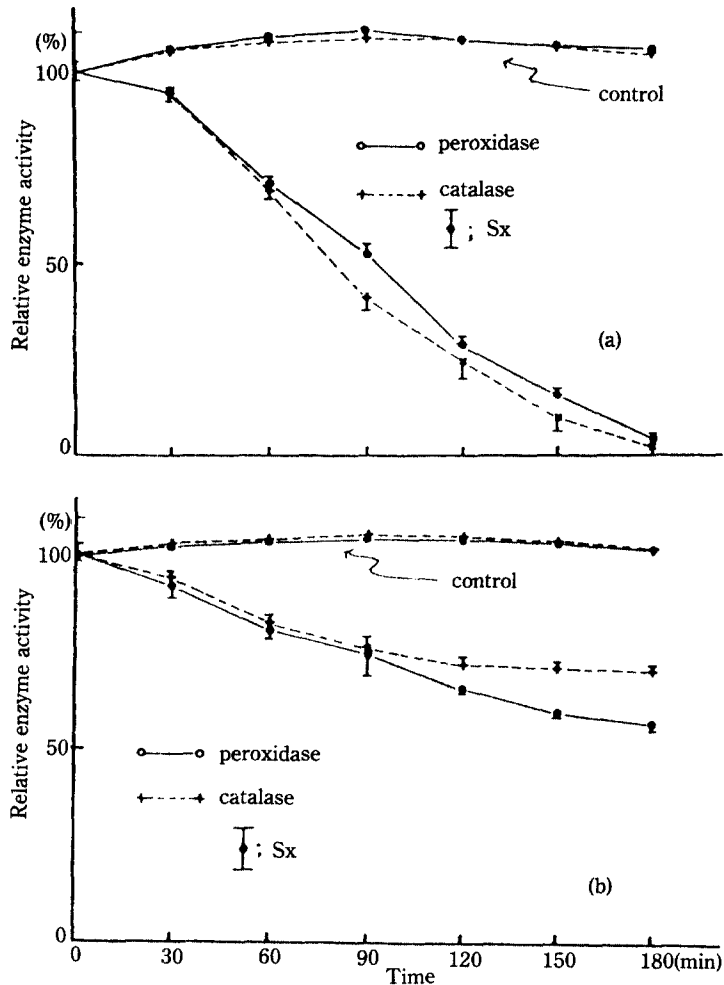 (%)
100
control
peroxidase
catalase
; Sx
50
(a)
0
Relative enzyme activity
(%)
100
control
50
peroxidase
catalase
; Sx
(b)
0
Relative enzyme activity
0 30 60 90 120 150 180(min)
Time